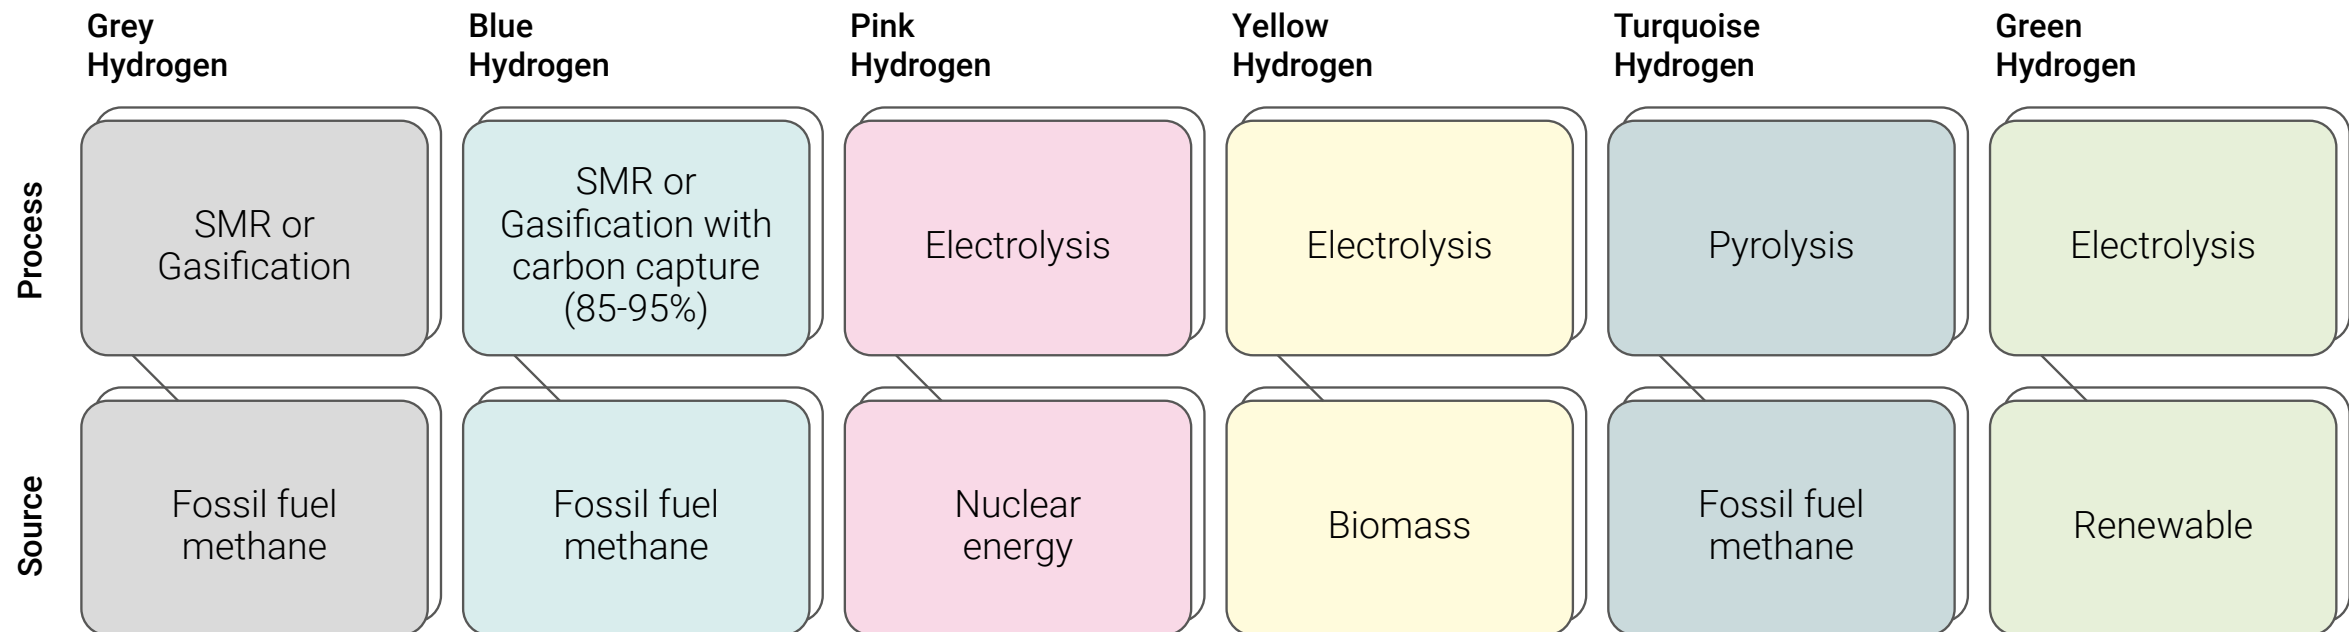 Grey
Hydrogen
Blue
Hydrogen
Pink
Hydrogen
Yellow
Hydrogen
Turquoise
Hydrogen
Green
Hydrogen
Process
SMR or
Gasification
SMR or
Gasification with
carbon capture
(85-95%)
Electrolysis
Electrolysis
Pyrolysis
Electrolysis
Source
Fossil fuel
methane
Fossil fuel
methane
Nuclear
energy
Biomass
Fossil fuel
methane
Renewable